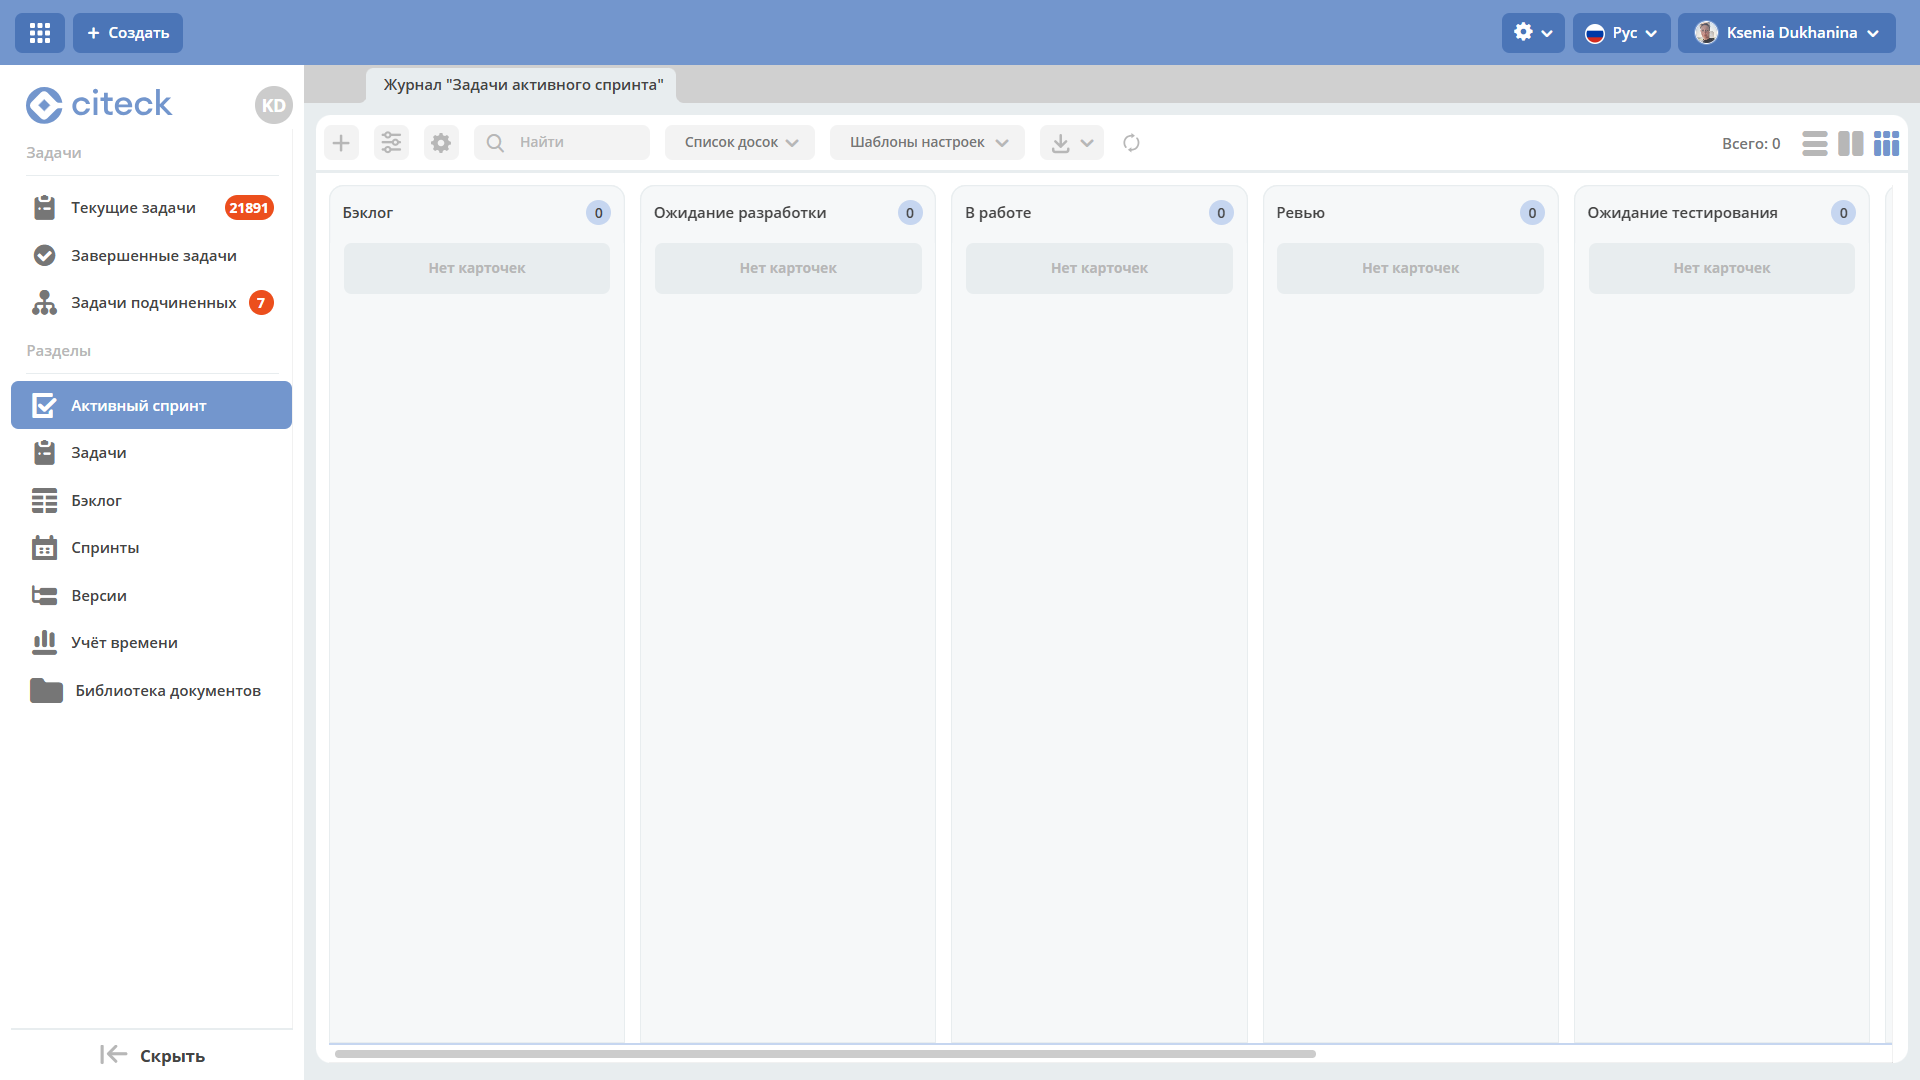 + Создать
Рус
Ksenia Dukhanina
citeck
KD
Журнал "Задачи активного спринта"
Найти
Список досок
Шаблоны настроек
Всего: 0
Задачи
Текущие задачи 21891
Завершенные задачи
Задачи подчиненных 7
Разделы
Активный спринт
Задачи
Бэклог
Спринты
Версии
Учёт времени
Библиотека документов
Скрыть
Бэклог 0
Нет карточек
Ожидание разработки 0
Нет карточек
В работе 0
Нет карточек
Ревью 0
Нет карточек
Ожидание тестирования 0
Нет карточек